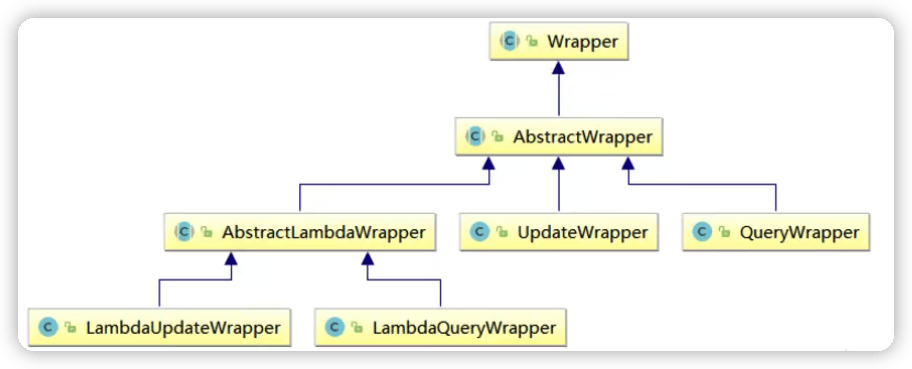 Wrapper
AbstractWrapper
AbstractLambdaWrapper
UpdateWrapper
QueryWrapper
LambdaUpdateWrapper
LambdaQueryWrapper